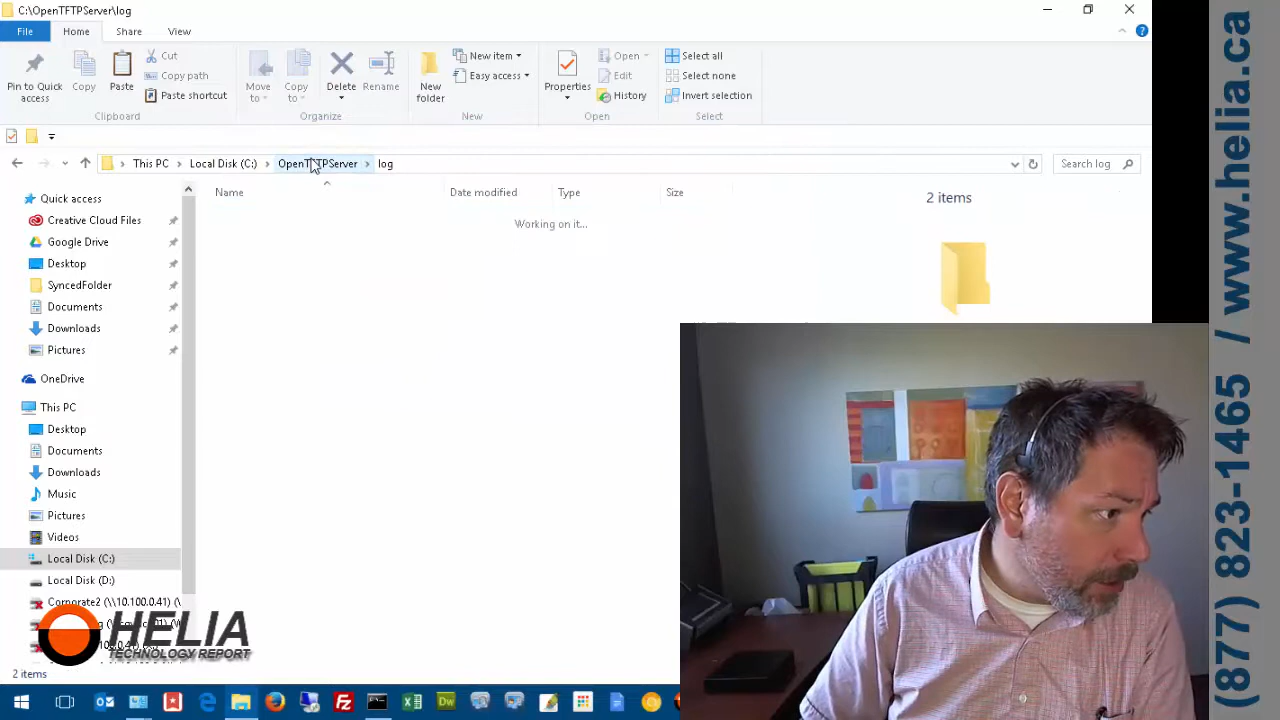 C:\OpenTFTPServer\log
File
Home
Share
View
Pin to Quick access
Copy
Paste
Cut
Copy path
Paste shortcut
Clipboard
Move to
Copy to
Delete
Rename
Organize
New folder
New item
Easy access
New
Properties
Open
Edit
History
Open
Select all
Select none
Invert selection
Select
This PC
Local Disk (C:)
OpenTFTPServer
log
Search log
Name
Date modified
Type
Size
Working on it...
2 items
Quick access
Creative Cloud Files
Google Drive
Desktop
SyncedFolder
Documents
Downloads
Pictures
OneDrive
This PC
Desktop
Documents
Downloads
Music
Pictures
Videos
Local Disk (C:)
Local Disk (D:)
Corporate2 (\\10.100.0.41) (\
HELIA
TECHNOLOGY REPORT
2 items
(877) 823-1465 / www.helia.ca